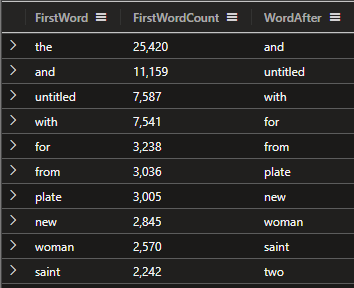 FirstWord FirstWordCount WordAfter
the 25,420 and
and 11,159 untitled
untitled 7,587 with
with 7,541 for
for 3,238 from
from 3,036 plate
plate 3,005 new
new 2,845 woman
woman 2,570 saint
saint 2,242 two